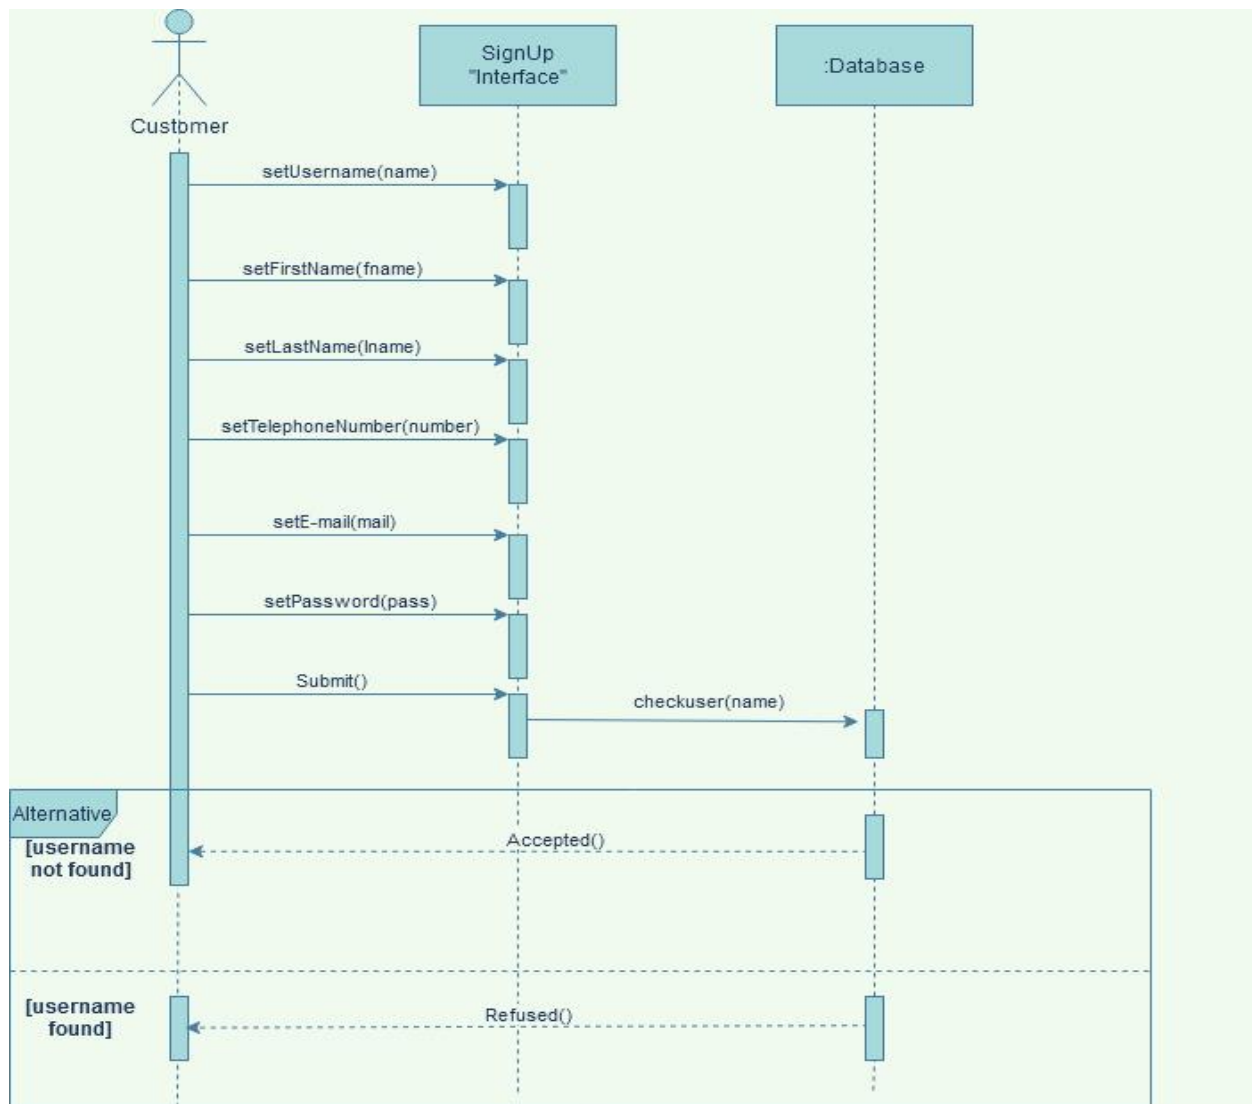 SignUp
"Interface"
:Database
Customer
setUsername(name)
setFirstName(fname)
setLastName(lname)
setTelephoneNumber(number)
setE-mail(mail)
setPassword(pass)
Submit()
checkuser(name)
Alternative
[username
not found]
Accepted()
[username
found]
Refused()